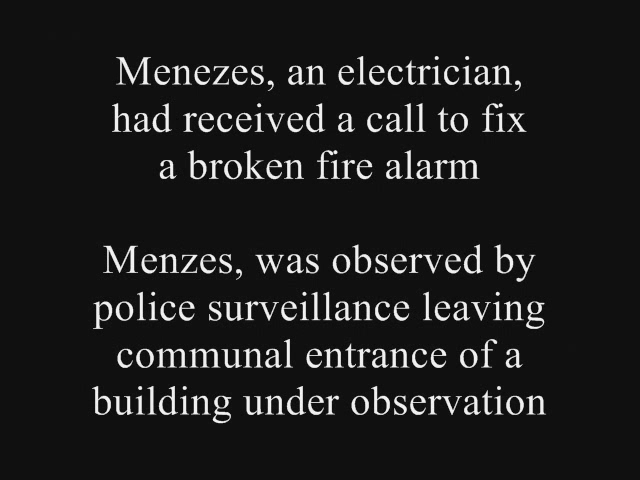 Menezes, an electrician,
had received a call to fix
a broken fire alarm
Menzes, was observed by
police surveillance leaving
communal entrance of a
building under observation